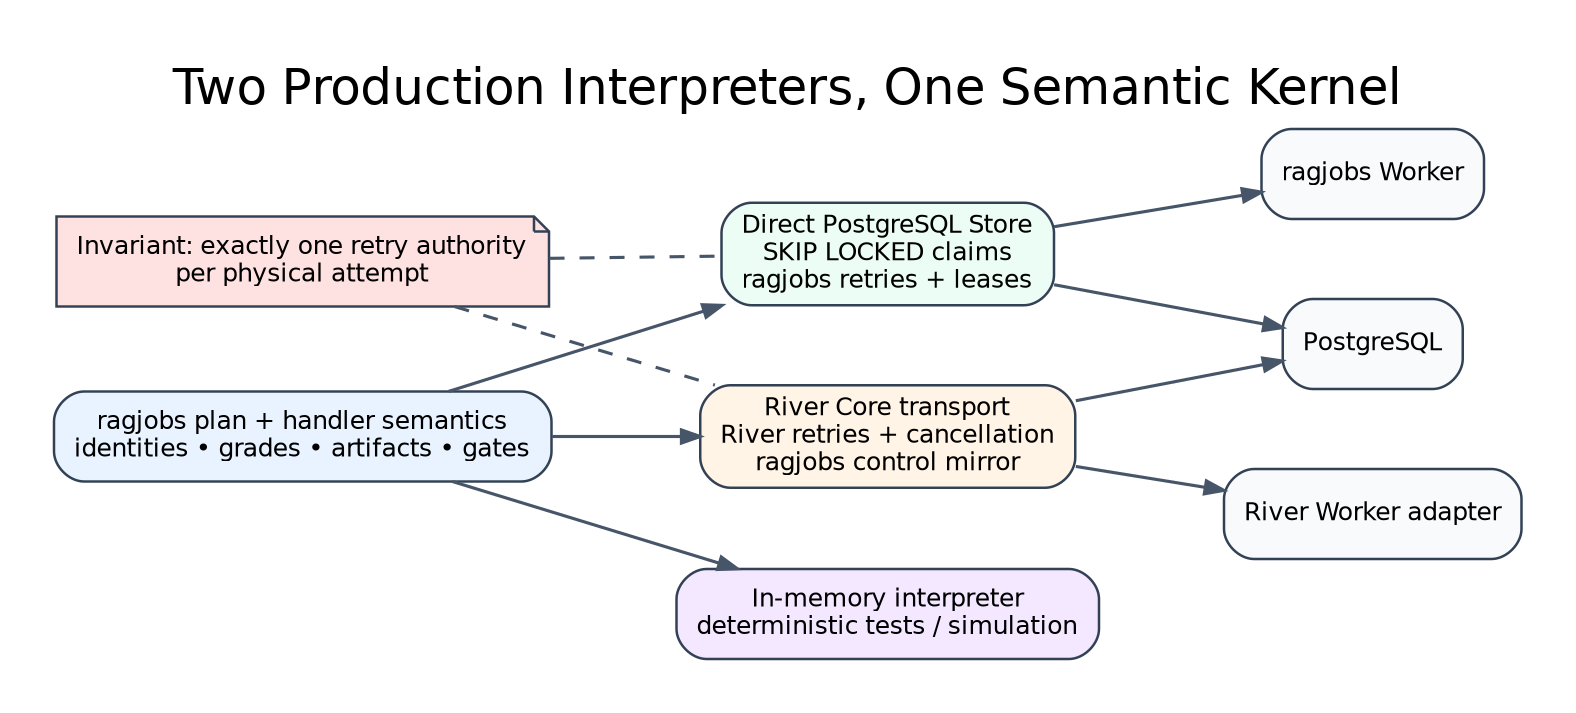 Two Production Interpreters, One Semantic Kernel
ragjobs Worker
Invariant: exactly one retry authority
per physical attempt
Direct PostgreSQL Store
SKIP LOCKED claims
ragjobs retries + leases
PostgreSQL
ragjobs plan + handler semantics
identities • grades • artifacts • gates
River Core transport
River retries + cancellation
ragjobs control mirror
River Worker adapter
In-memory interpreter
deterministic tests / simulation